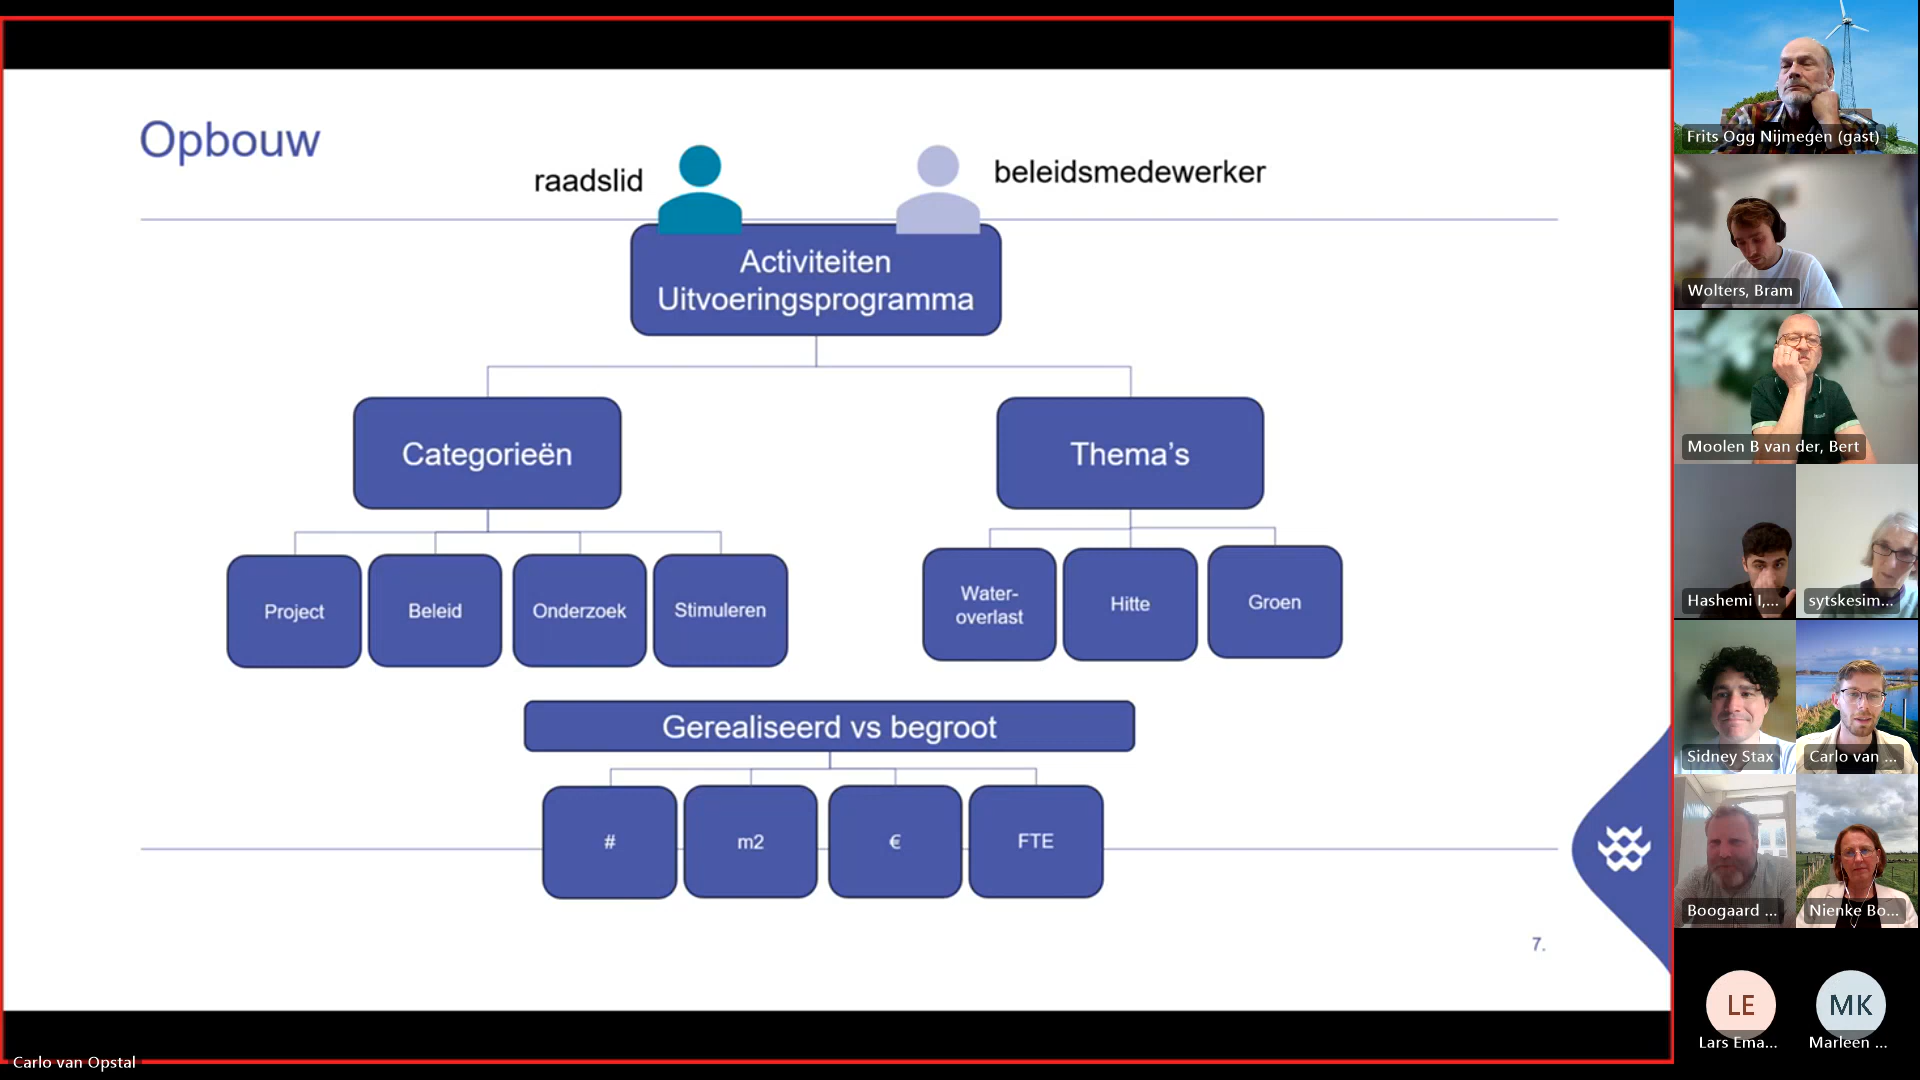 Opbouw
raadslid
beleidsmedewerker
Activiteiten
Uitvoeringsprogramma
Categorieën
Thema's
Project
Beleid
Onderzoek
Stimuleren
Water-
overlast
Hitte
Groen
Gerealiseerd vs begroot
#
m2
€
FTE
7.
Carlo van Opstal
Frits Ogg Nijmegen (gast)
Wolters, Bram
Moolen B van der, Bert
Hashemi I,...
sytskesim...
Sidney Stax
Carlo van ...
Boogaard ...
Nienke Bo...
LE
MK
Lars Ema...
Marleen ...